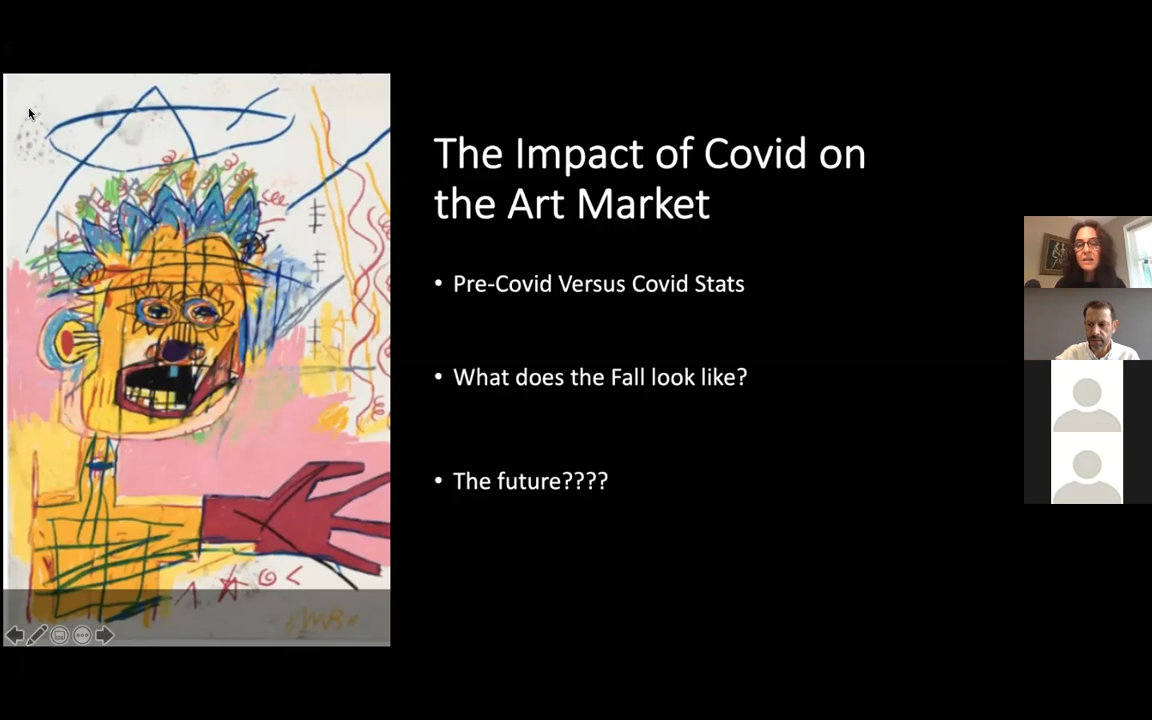 The Impact of Covid on
the Art Market
• Pre-Covid Versus Covid Stats
• What does the Fall look like?
• The future????